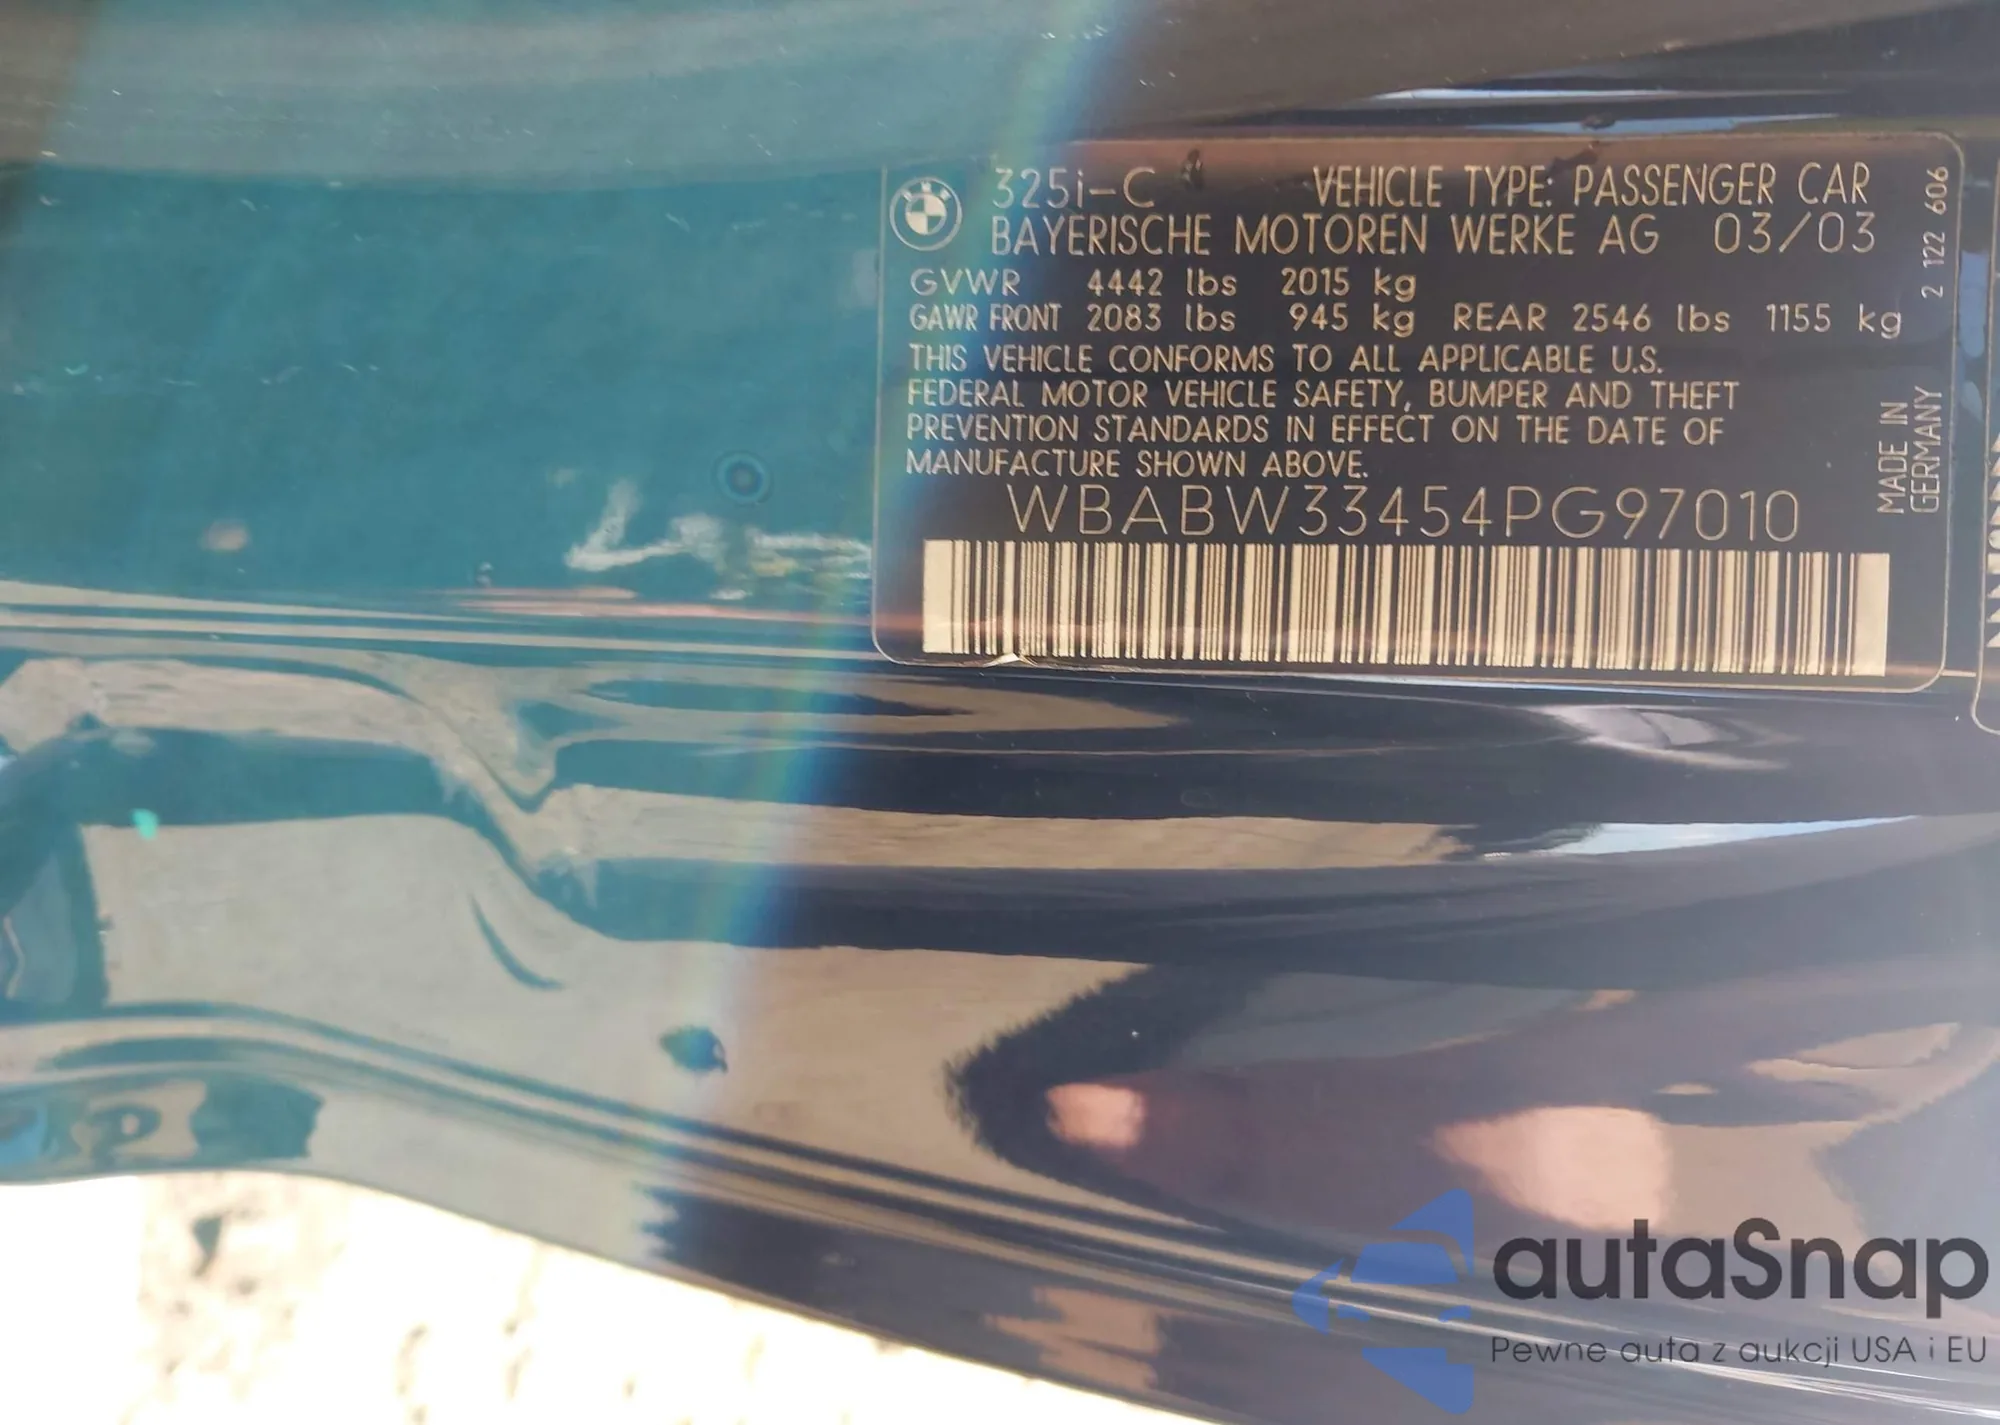 325i-C VEHICLE TYPE: PASSENGER CAR
BAYERISCHE MOTOREN WERKE AG 03/03
GVWR 4442 lbs 2015 kg
GAWR FRONT 2083 lbs 945 kg REAR 2546 lbs 1155 kg
THIS VEHICLE CONFORMS TO ALL APPLICABLE U.S.
FEDERAL MOTOR VEHICLE SAFETY, BUMPER AND THEFT
PREVENTION STANDARDS IN EFFECT ON THE DATE OF
MANUFACTURE SHOWN ABOVE.
WBABW33454PG97010
2 122 606
MADE IN
GERMANY
autaSnap
Pewne auta z aukcji USA i EU